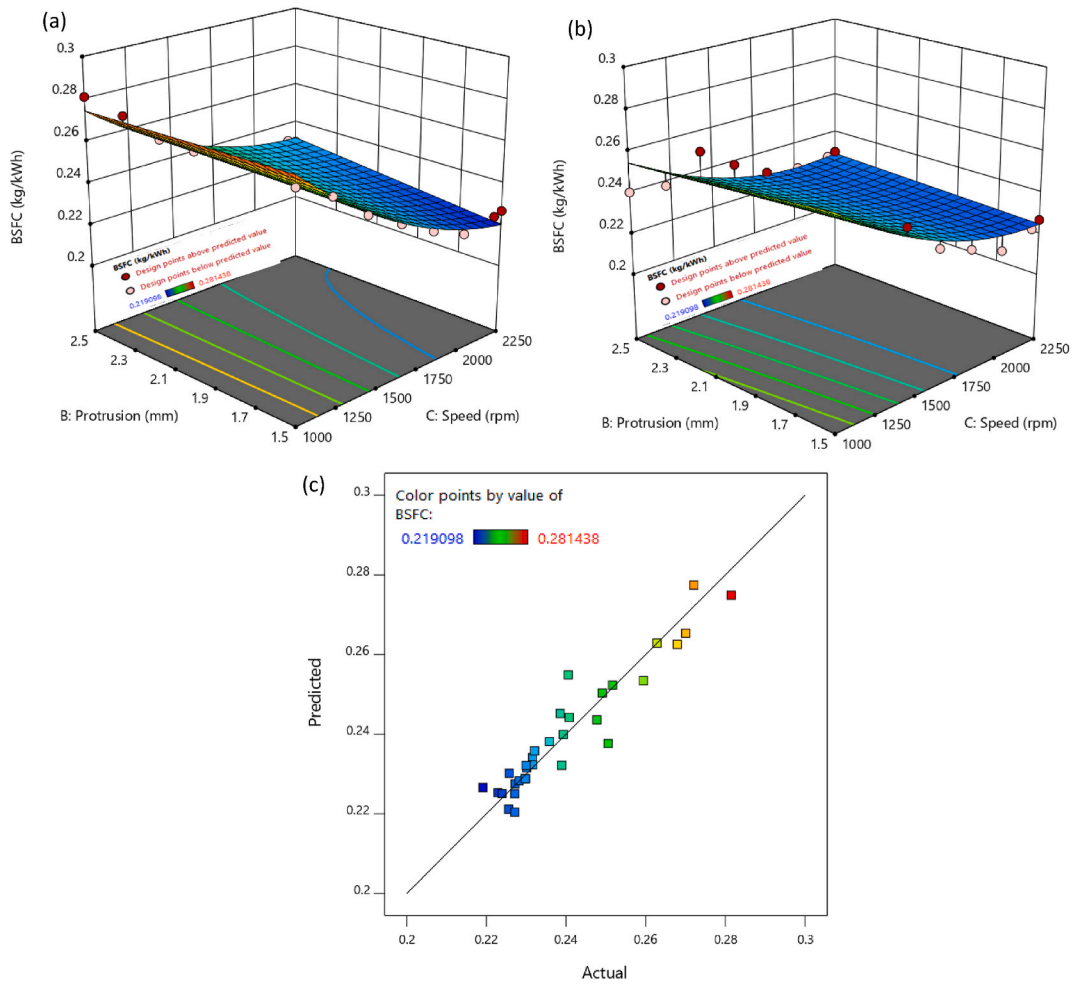 (a)
0.3
0.28
0.26
0.24
0.22
0.2
BSFC (kg/kWh)
BSFC (kg/kWh)
Design points above predicted value
Design points below predicted value
0.219098 0.281438
2.5
2.3
2.1
1.9
1.7
1.5
B: Protrusion (mm)
1000
1250
1500
1750
2000
2250
C: Speed (rpm)
(b)
0.3
0.28
0.26
0.24
0.22
0.2
BSFC (kg/kWh)
BSFC (kg/kWh)
Design points above predicted value
Design points below predicted value
0.219098 0.281438
2.5
2.3
2.1
1.9
1.7
1.5
B: Protrusion (mm)
1000
1250
1500
1750
2000
2250
C: Speed (rpm)
(c)
Color points by value of
BSFC:
0.219098 0.281438
0.3
0.28
0.26
0.24
0.22
0.2
Predicted
0.2 0.22 0.24 0.26 0.28 0.3
Actual